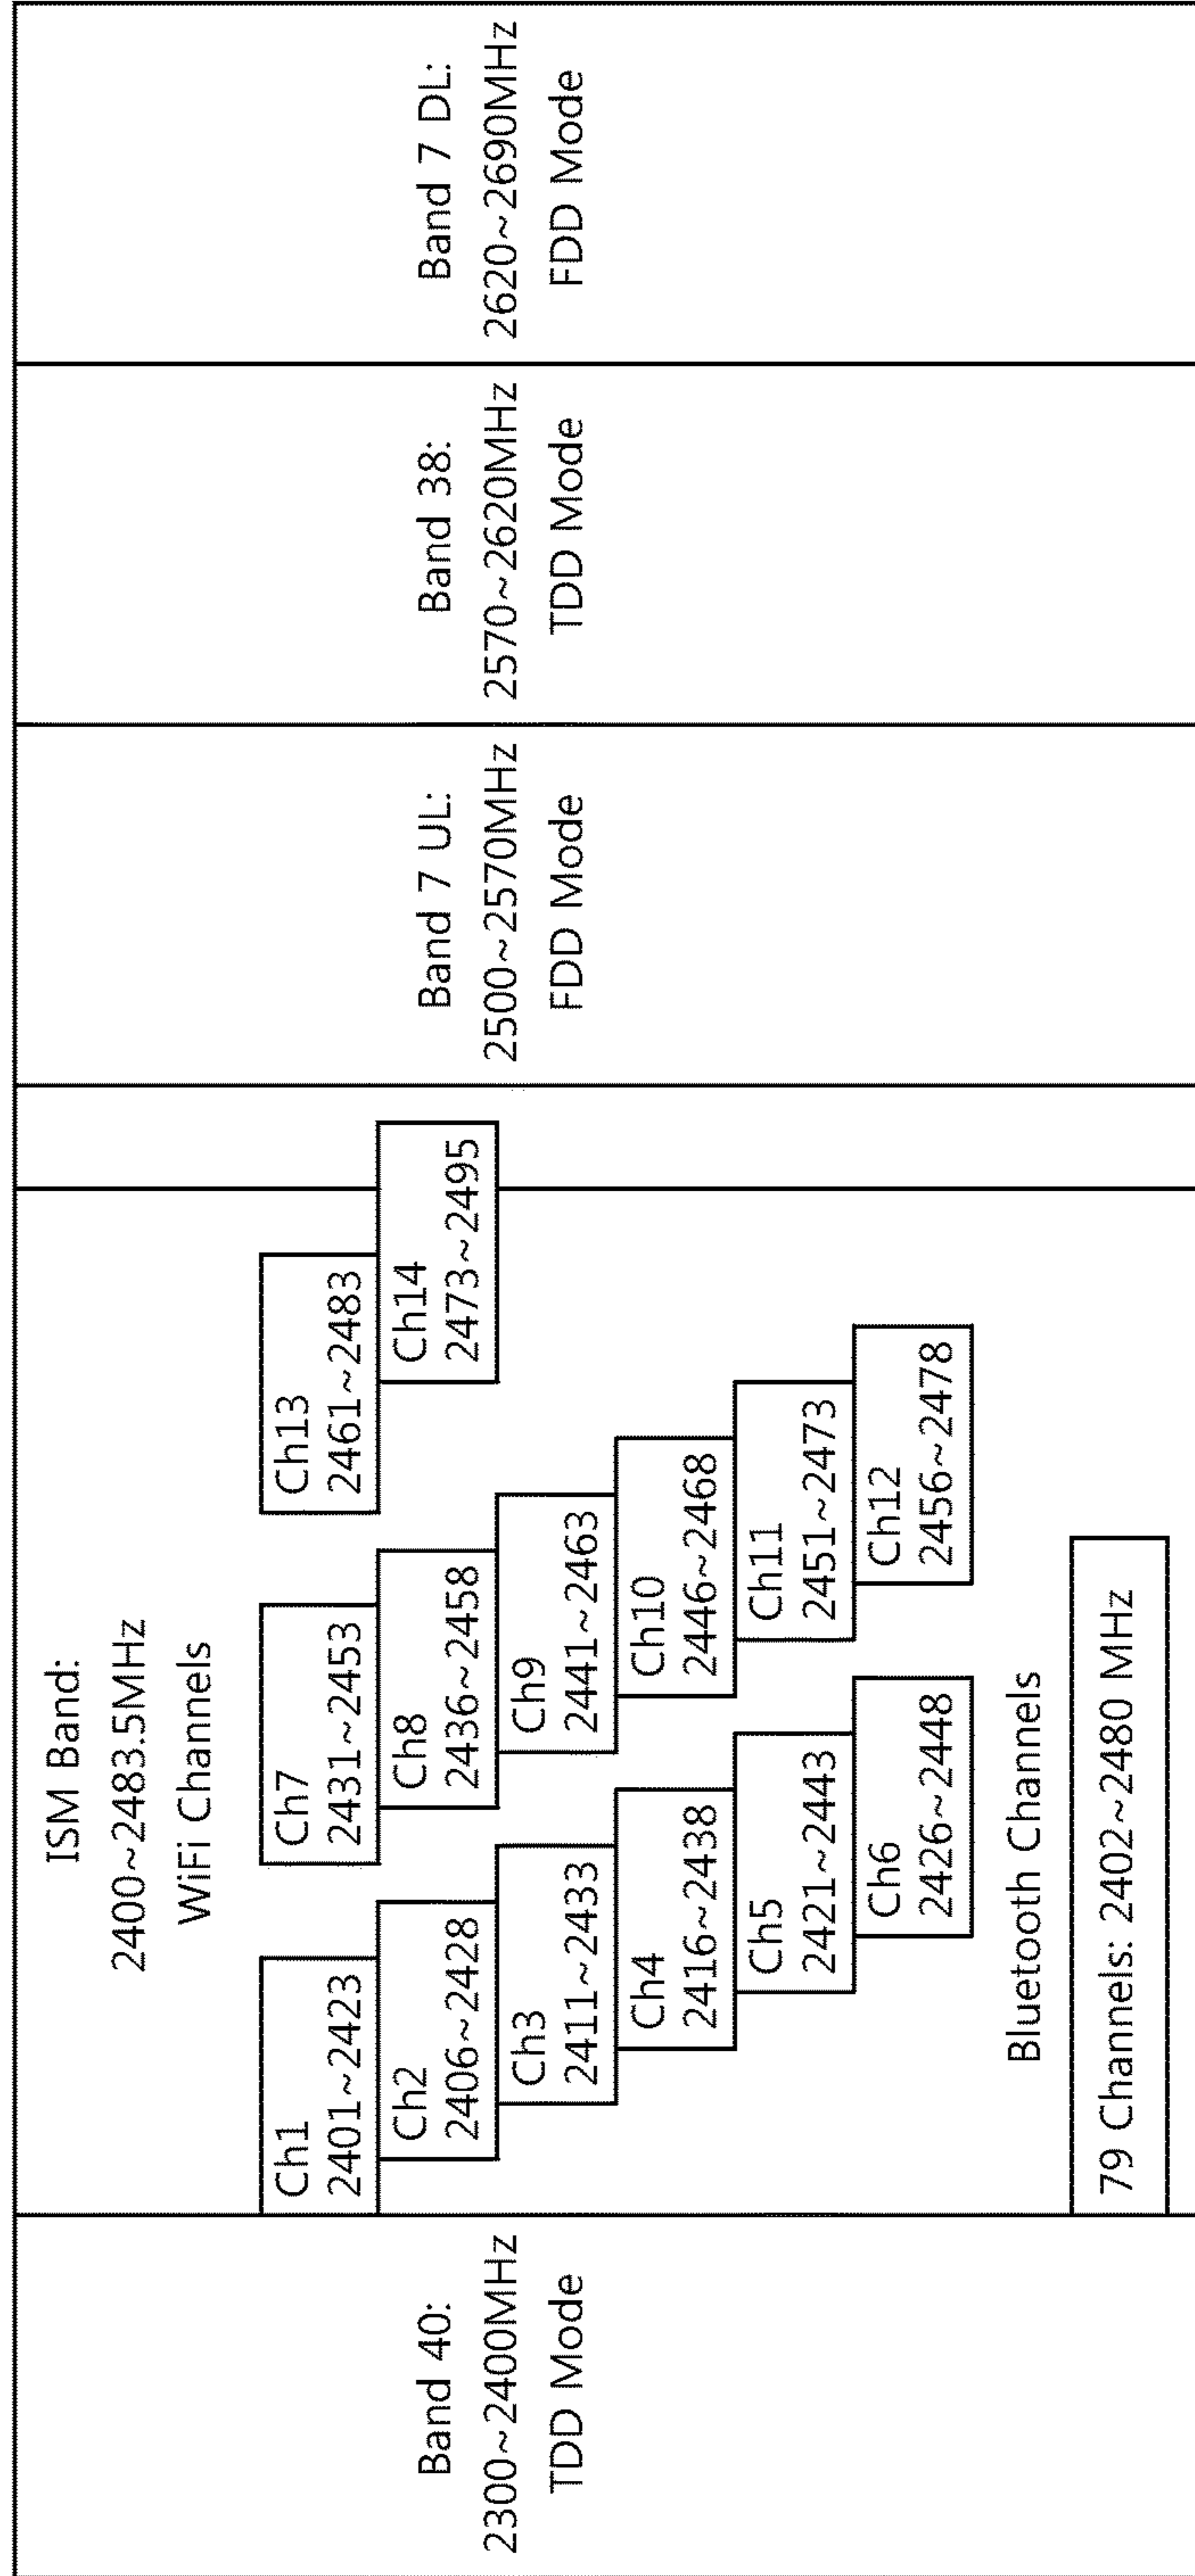 Band 40:
2300~2400MHz
TDD Mode
ISM Band:
2400~2483.5MHz
WiFi Channels
Ch1
2401~2423
Ch2
2406~2428
Ch3
2411~2433
Ch4
2416~2438
Ch5
2421~2443
Ch6
2426~2448
Ch7
2431~2453
Ch8
2436~2458
Ch9
2441~2463
Ch10
2446~2468
Ch11
2451~2473
Ch12
2456~2478
Ch13
2461~2483
Ch14
2473~2495
Bluetooth Channels
79 Channels: 2402~2480 MHz
Band 7 UL:
2500~2570MHz
FDD Mode
Band 38:
2570~2620MHz
TDD Mode
Band 7 DL:
2620~2690MHz
FDD Mode